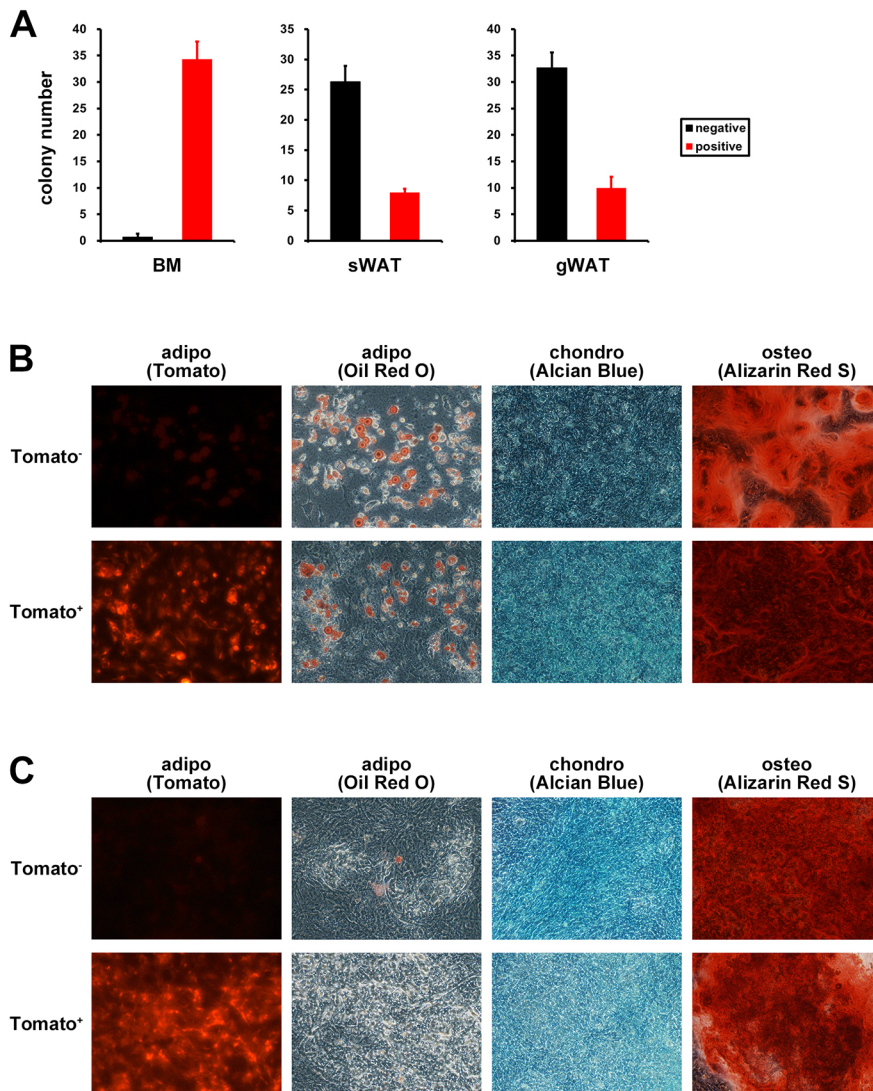 A
colony number
40
35
30
25
20
15
10
5
0
BM
35
30
25
20
15
10
5
0
sWAT
40
35
30
25
20
15
10
5
0
gWAT
negative
positive
B
adipo
(Tomato)
adipo
(Oil Red O)
chondro
(Alcian Blue)
osteo
(Alizarin Red S)
Tomato-
Tomato+
C
adipo
(Tomato)
adipo
(Oil Red O)
chondro
(Alcian Blue)
osteo
(Alizarin Red S)
Tomato-
Tomato+